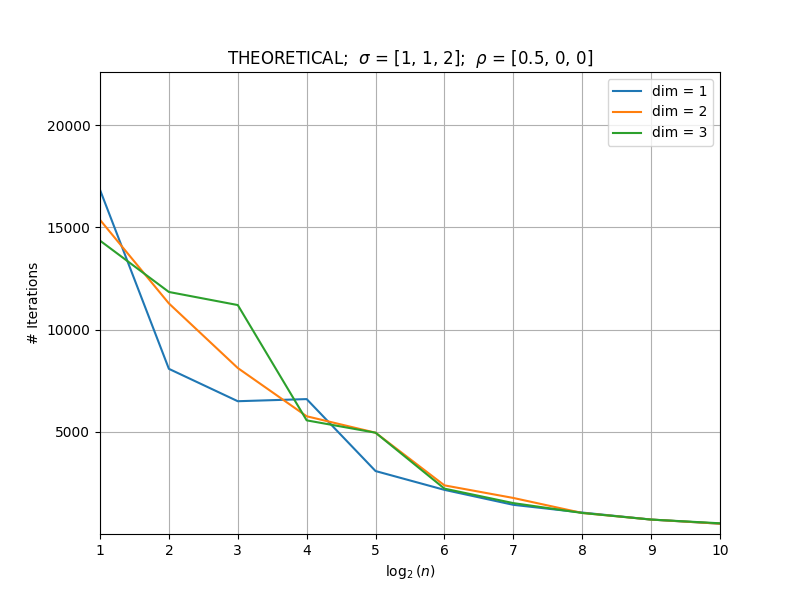 THEORETICAL; σ = [1, 1, 2]; ρ = [0.5, 0, 0]
dim = 1
dim = 2
dim = 3
20000
15000
10000
5000
# Iterations
1 2 3 4 5 6 7 8 9 10
log₂(n)